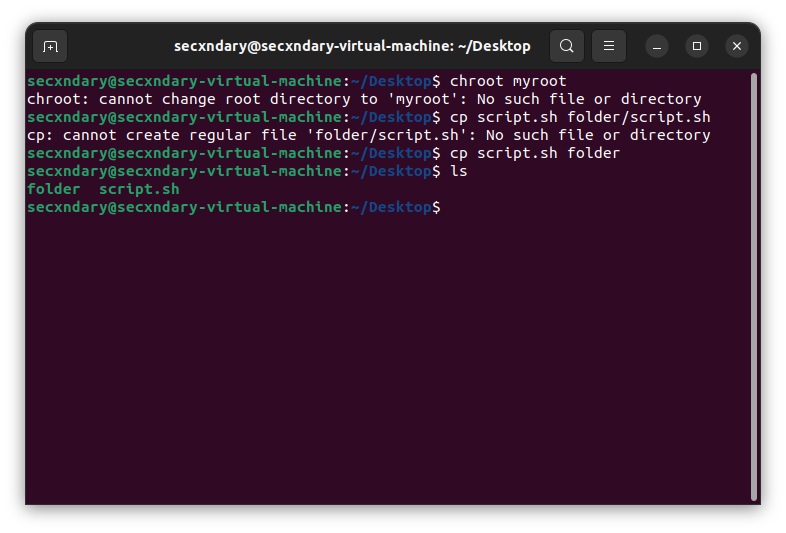 secxndary@secxndary-virtual-machine: ~/Desktop
secxndary@secxndary-virtual-machine:~/Desktop$ chroot myroot
chroot: cannot change root directory to 'myroot': No such file or directory
secxndary@secxndary-virtual-machine:~/Desktop$ cp script.sh folder/script.sh
cp: cannot create regular file 'folder/script.sh': No such file or directory
secxndary@secxndary-virtual-machine:~/Desktop$ cp script.sh folder
secxndary@secxndary-virtual-machine:~/Desktop$ ls
folder  script.sh
secxndary@secxndary-virtual-machine:~/Desktop$